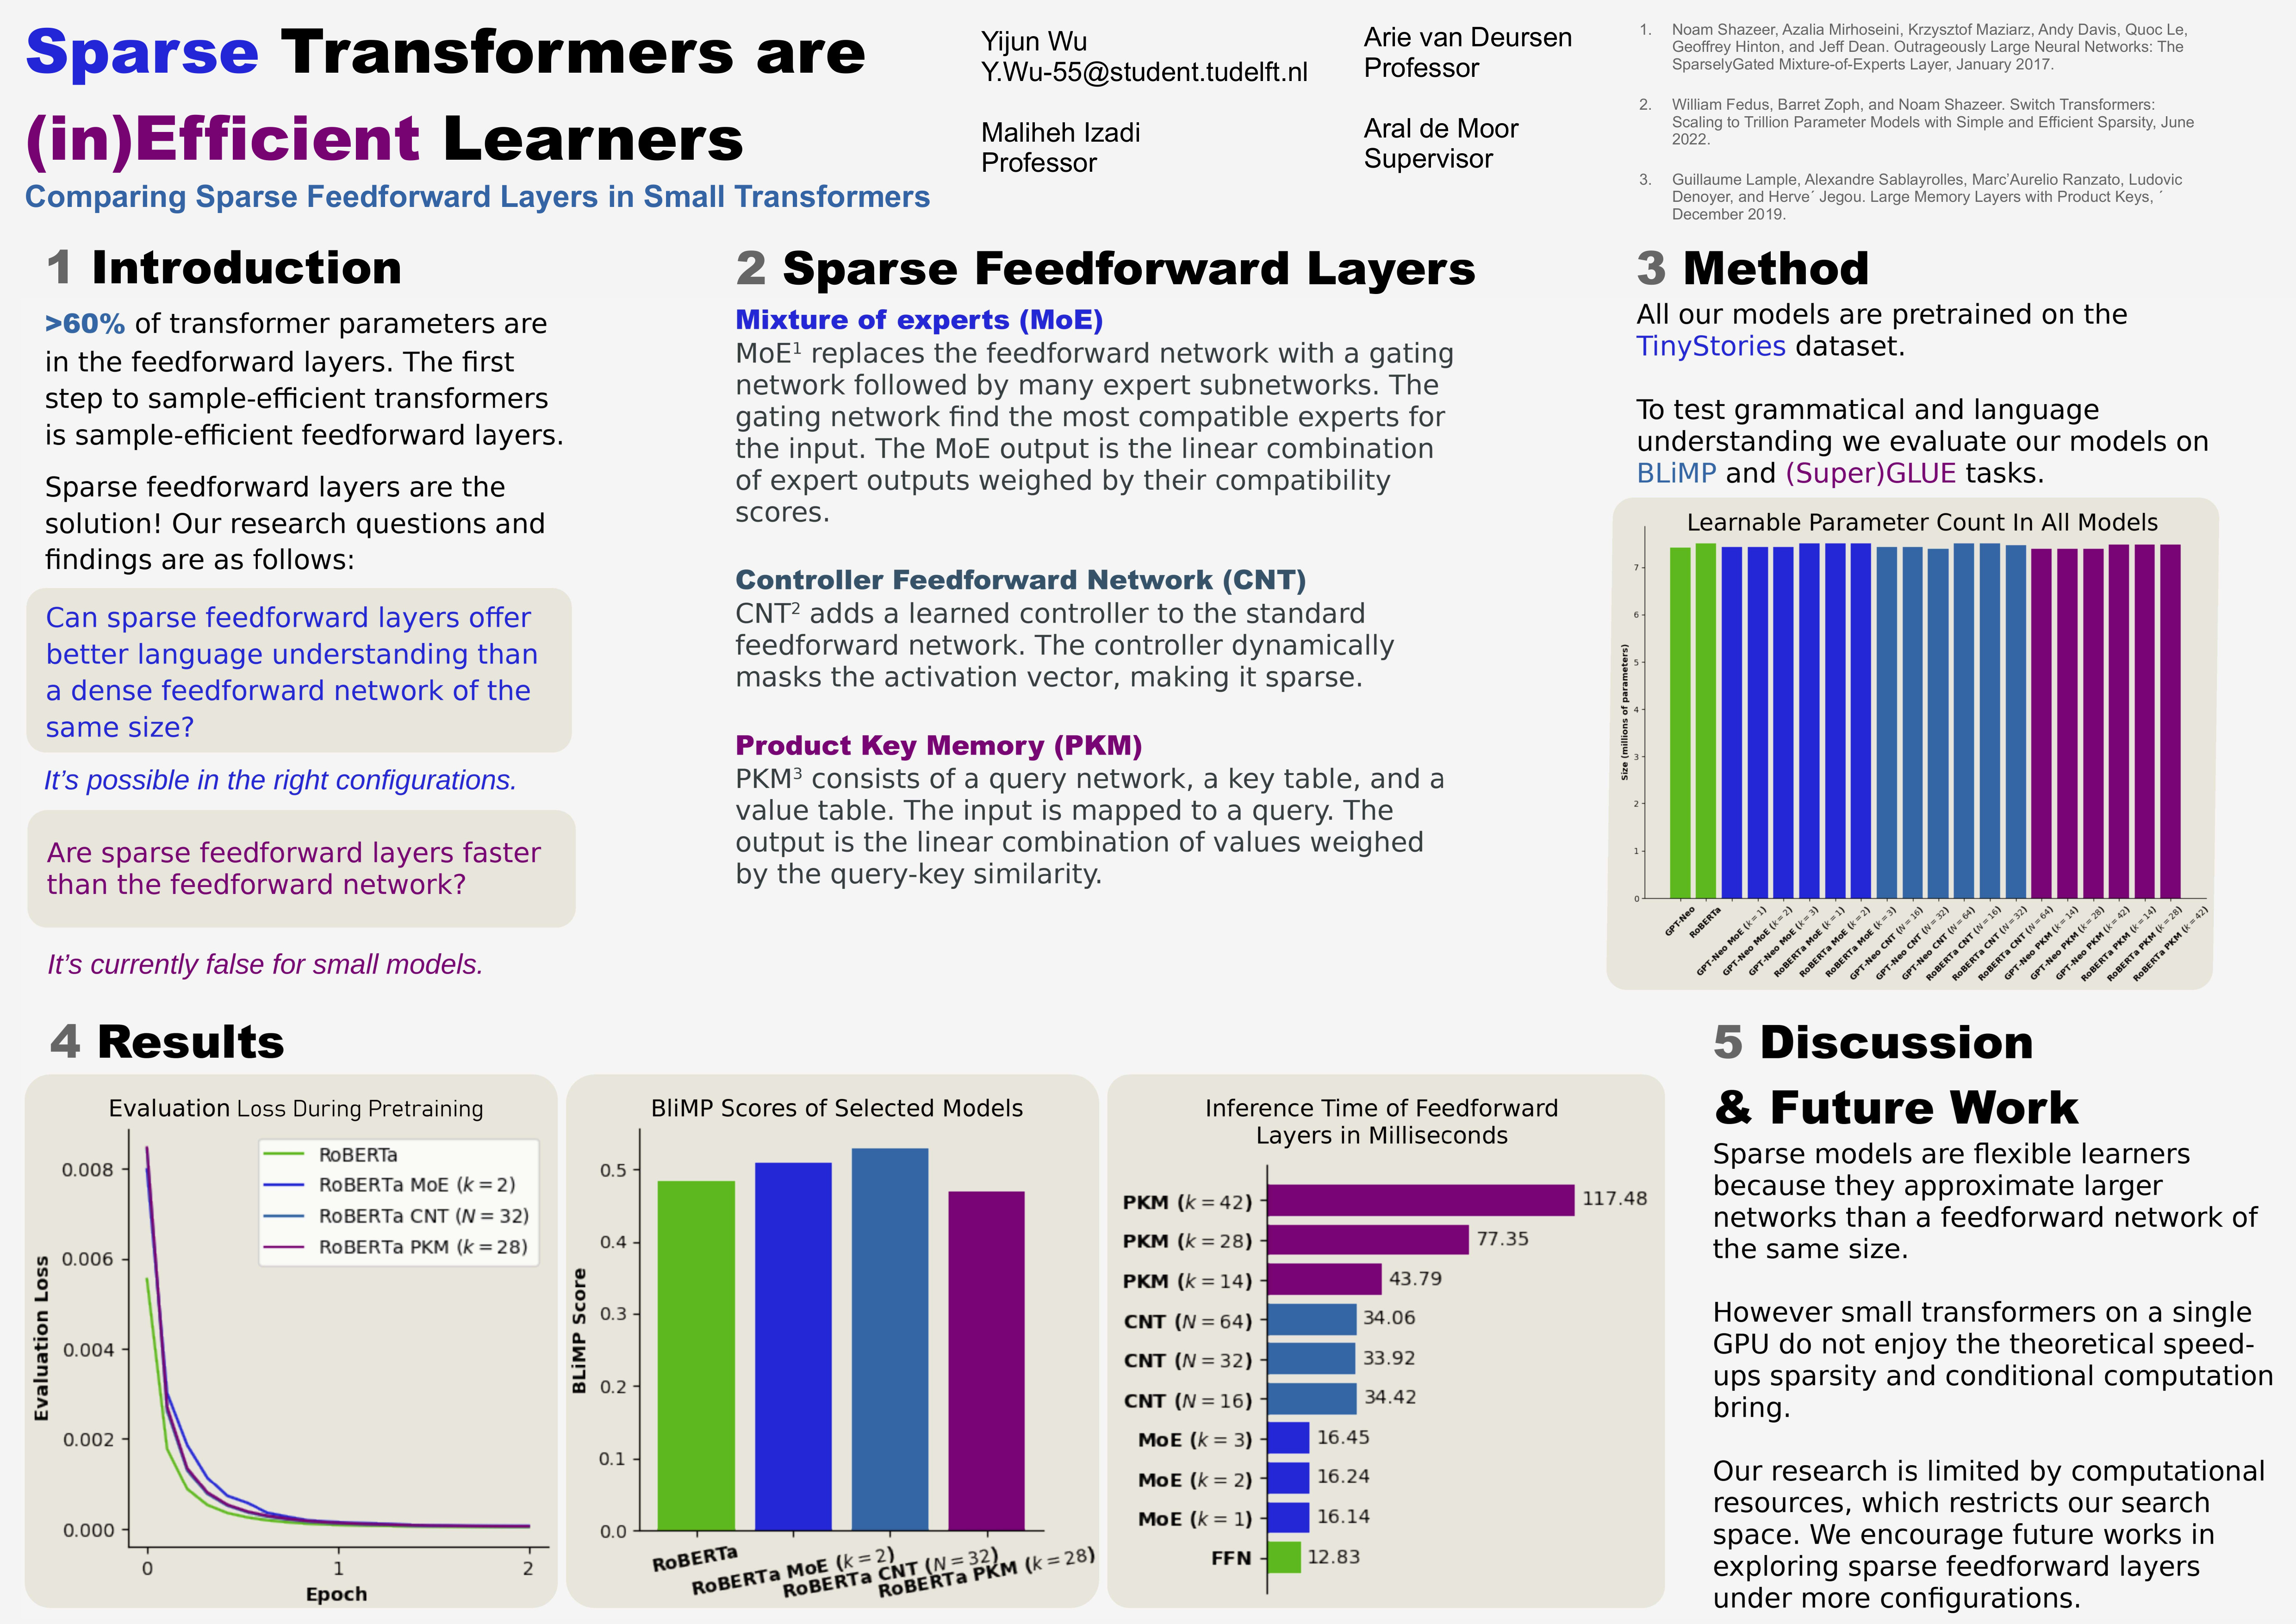 Sparse Transformers are
(in)Efficient Learners
Comparing Sparse Feedforward Layers in Small Transformers
Yijun Wu
Y.Wu-55@student.tudelft.nl
Maliheh Izadi
Professor
Arie van Deursen
Professor
Aral de Moor
Supervisor
1. Noam Shazeer, Azalia Mirhoseini, Krzysztof Maziarz, Andy Davis, Quoc Le,
Geoffrey Hinton, and Jeff Dean. Outrageously Large Neural Networks: The
SparselyGated Mixture-of-Experts Layer, January 2017.
2. William Fedus, Barret Zoph, and Noam Shazeer. Switch Transformers:
Scaling to Trillion Parameter Models with Simple and Efficient Sparsity, June
2022.
3. Guillaume Lample, Alexandre Sablayrolles, Marc’Aurelio Ranzato, Ludovic
Denoyer, and Herve´ Jegou. Large Memory Layers with Product Keys, ´
December 2019.
1 Introduction
>60% of transformer parameters are
in the feedforward layers. The first
step to sample-efficient transformers
is sample-efficient feedforward layers.
Sparse feedforward layers are the
solution! Our research questions and
findings are as follows:
Can sparse feedforward layers offer
better language understanding than
a dense feedforward network of the
same size?
It’s possible in the right configurations.
Are sparse feedforward layers faster
than the feedforward network?
It’s currently false for small models.
2 Sparse Feedforward Layers
Mixture of experts (MoE)
MoE¹ replaces the feedforward network with a gating
network followed by many expert subnetworks. The
gating network find the most compatible experts for
the input. The MoE output is the linear combination
of expert outputs weighed by their compatibility
scores.
Controller Feedforward Network (CNT)
CNT² adds a learned controller to the standard
feedforward network. The controller dynamically
masks the activation vector, making it sparse.
Product Key Memory (PKM)
PKM³ consists of a query network, a key table, and a
value table. The input is mapped to a query. The
output is the linear combination of values weighed
by the query-key similarity.
3 Method
All our models are pretrained on the
TinyStories dataset.
To test grammatical and language
understanding we evaluate our models on
BLiMP and (Super)GLUE tasks.
Learnable Parameter Count In All Models
Size (millions of parameters)
7
6
5
4
3
2
1
0
GPT-Neo
RoBERTa
GPT-Neo MoE (k = 1)
GPT-Neo MoE (k = 2)
GPT-Neo MoE (k = 3)
RoBERTa MoE (k = 1)
RoBERTa MoE (k = 2)
RoBERTa MoE (k = 3)
GPT-Neo CNT (N = 16)
GPT-Neo CNT (N = 32)
GPT-Neo CNT (N = 64)
RoBERTa CNT (N = 16)
RoBERTa CNT (N = 32)
RoBERTa CNT (N = 64)
GPT-Neo PKM (k = 14)
GPT-Neo PKM (k = 28)
GPT-Neo PKM (k = 42)
RoBERTa PKM (k = 14)
RoBERTa PKM (k = 28)
RoBERTa PKM (k = 42)
4 Results
Evaluation Loss During Pretraining
Evaluation Loss
0.008
0.006
0.004
0.002
0.000
RoBERTa
RoBERTa MoE (k = 2)
RoBERTa CNT (N = 32)
RoBERTa PKM (k = 28)
0 1 2
Epoch
BliMP Scores of Selected Models
BLiMP Score
0.5
0.4
0.3
0.2
0.1
0.0
RoBERTa
RoBERTa MoE (k = 2)
RoBERTa CNT (N = 32)
RoBERTa PKM (k = 28)
Inference Time of Feedforward
Layers in Milliseconds
PKM (k = 42) 117.48
PKM (k = 28) 77.35
PKM (k = 14) 43.79
CNT (N = 64) 34.06
CNT (N = 32) 33.92
CNT (N = 16) 34.42
MoE (k = 3) 16.45
MoE (k = 2) 16.24
MoE (k = 1) 16.14
FFN 12.83
5 Discussion
& Future Work
Sparse models are flexible learners
because they approximate larger
networks than a feedforward network of
the same size.
However small transformers on a single
GPU do not enjoy the theoretical speed-
ups sparsity and conditional computation
bring.
Our research is limited by computational
resources, which restricts our search
space. We encourage future works in
exploring sparse feedforward layers
under more configurations.